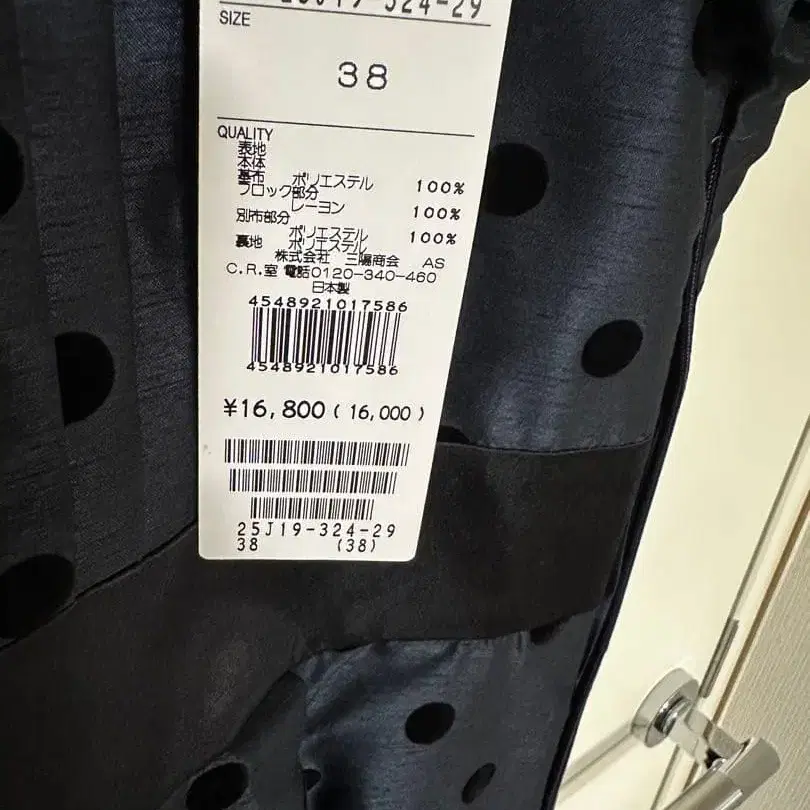 25J19-324-29
SIZE
38
QUALITY
表地
本体
基布 ポリエステル 100%
フロック部分
レーヨン 100%
別布部分
ポリエステル 100%
裏地 ポリエステル
株式会社 三陽商会 AS
C.R.室 電話0120-340-460
日本製
4548921017586
4548921017586
¥16,800 (16,000)
25J19-324-29
38 (38)